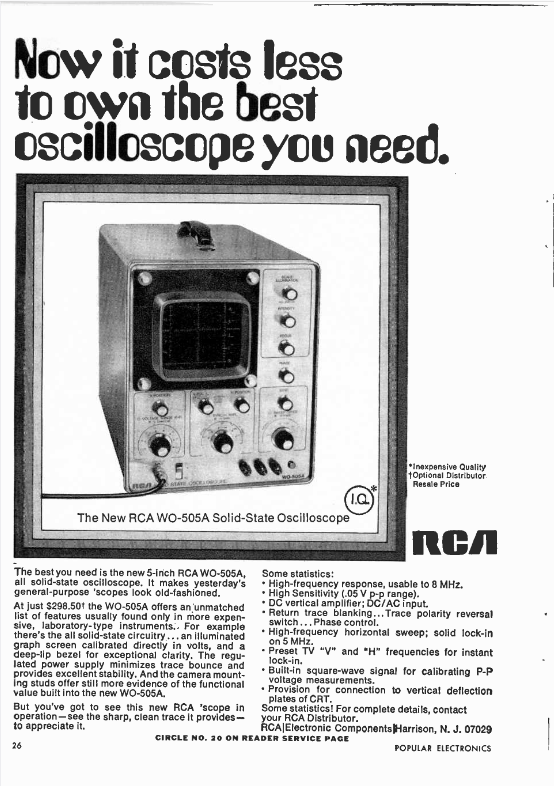 Now it costs less
to own the best
oscilloscope you need.
RCA
WO-505A
I.Q.*
The New RCA WO-505A Solid-State Oscilloscope
*Inexpensive Quality
†Optional Distributor
Resale Price
RCA
The best you need is the new 5-inch RCA WO-505A,
all solid-state oscilloscope. It makes yesterday's
general-purpose 'scopes look old-fashioned.
At just $298.50† the WO-505A offers an unmatched
list of features usually found only in more expen-
sive, laboratory-type instruments. For example
there's the all solid-state circuitry . . . an illuminated
graph screen calibrated directly in volts, and a
deep-lip bezel for exceptional clarity. The regu-
lated power supply minimizes trace bounce and
provides excellent stability. And the camera mount-
ing studs offer still more evidence of the functional
value built into the new WO-505A.
But you've got to see this new RCA 'scope in
operation—see the sharp, clean trace it provides—
to appreciate it.
Some statistics:
• High-frequency response, usable to 8 MHz.
• High Sensitivity (.05 V p-p range).
• DC vertical amplifier; DC/AC input.
• Return trace blanking...Trace polarity reversal
switch . . . Phase control.
• High-frequency horizontal sweep; solid lock-in
on 5 MHz.
• Preset TV "V" and "H" frequencies for instant
lock-in.
• Built-in square-wave signal for calibrating P-P
voltage measurements.
• Provision for connection to vertical deflection
plates of CRT.
Some statistics! For complete details, contact
your RCA Distributor.
RCA|Electronic Components|Harrison, N. J. 07029
CIRCLE NO. 20 ON READER SERVICE PAGE
26
POPULAR ELECTRONICS